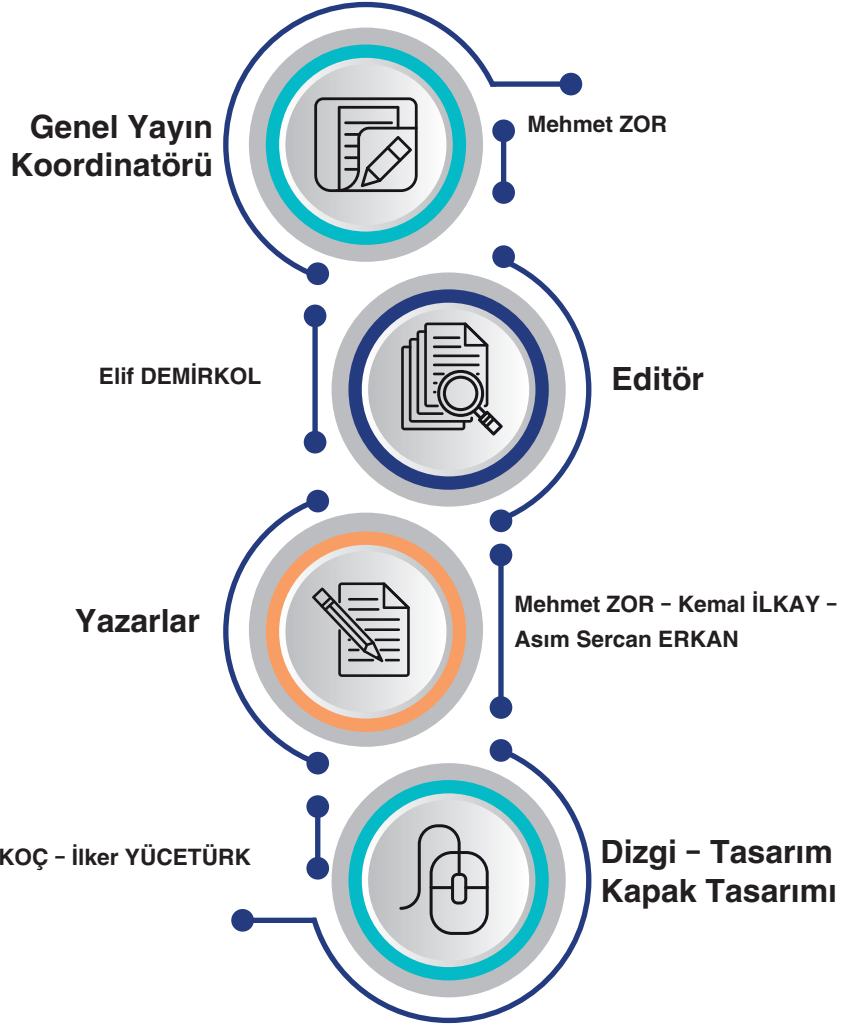 Genel Yayın
Koordinatörü
Mehmet ZOR
Elif DEMİRKOL
Editör
Yazarlar
Mehmet ZOR – Kemal İLKAY –
Asım Sercan ERKAN
KOÇ – İlker YÜCETÜRK
Dizgi – Tasarım
Kapak Tasarımı